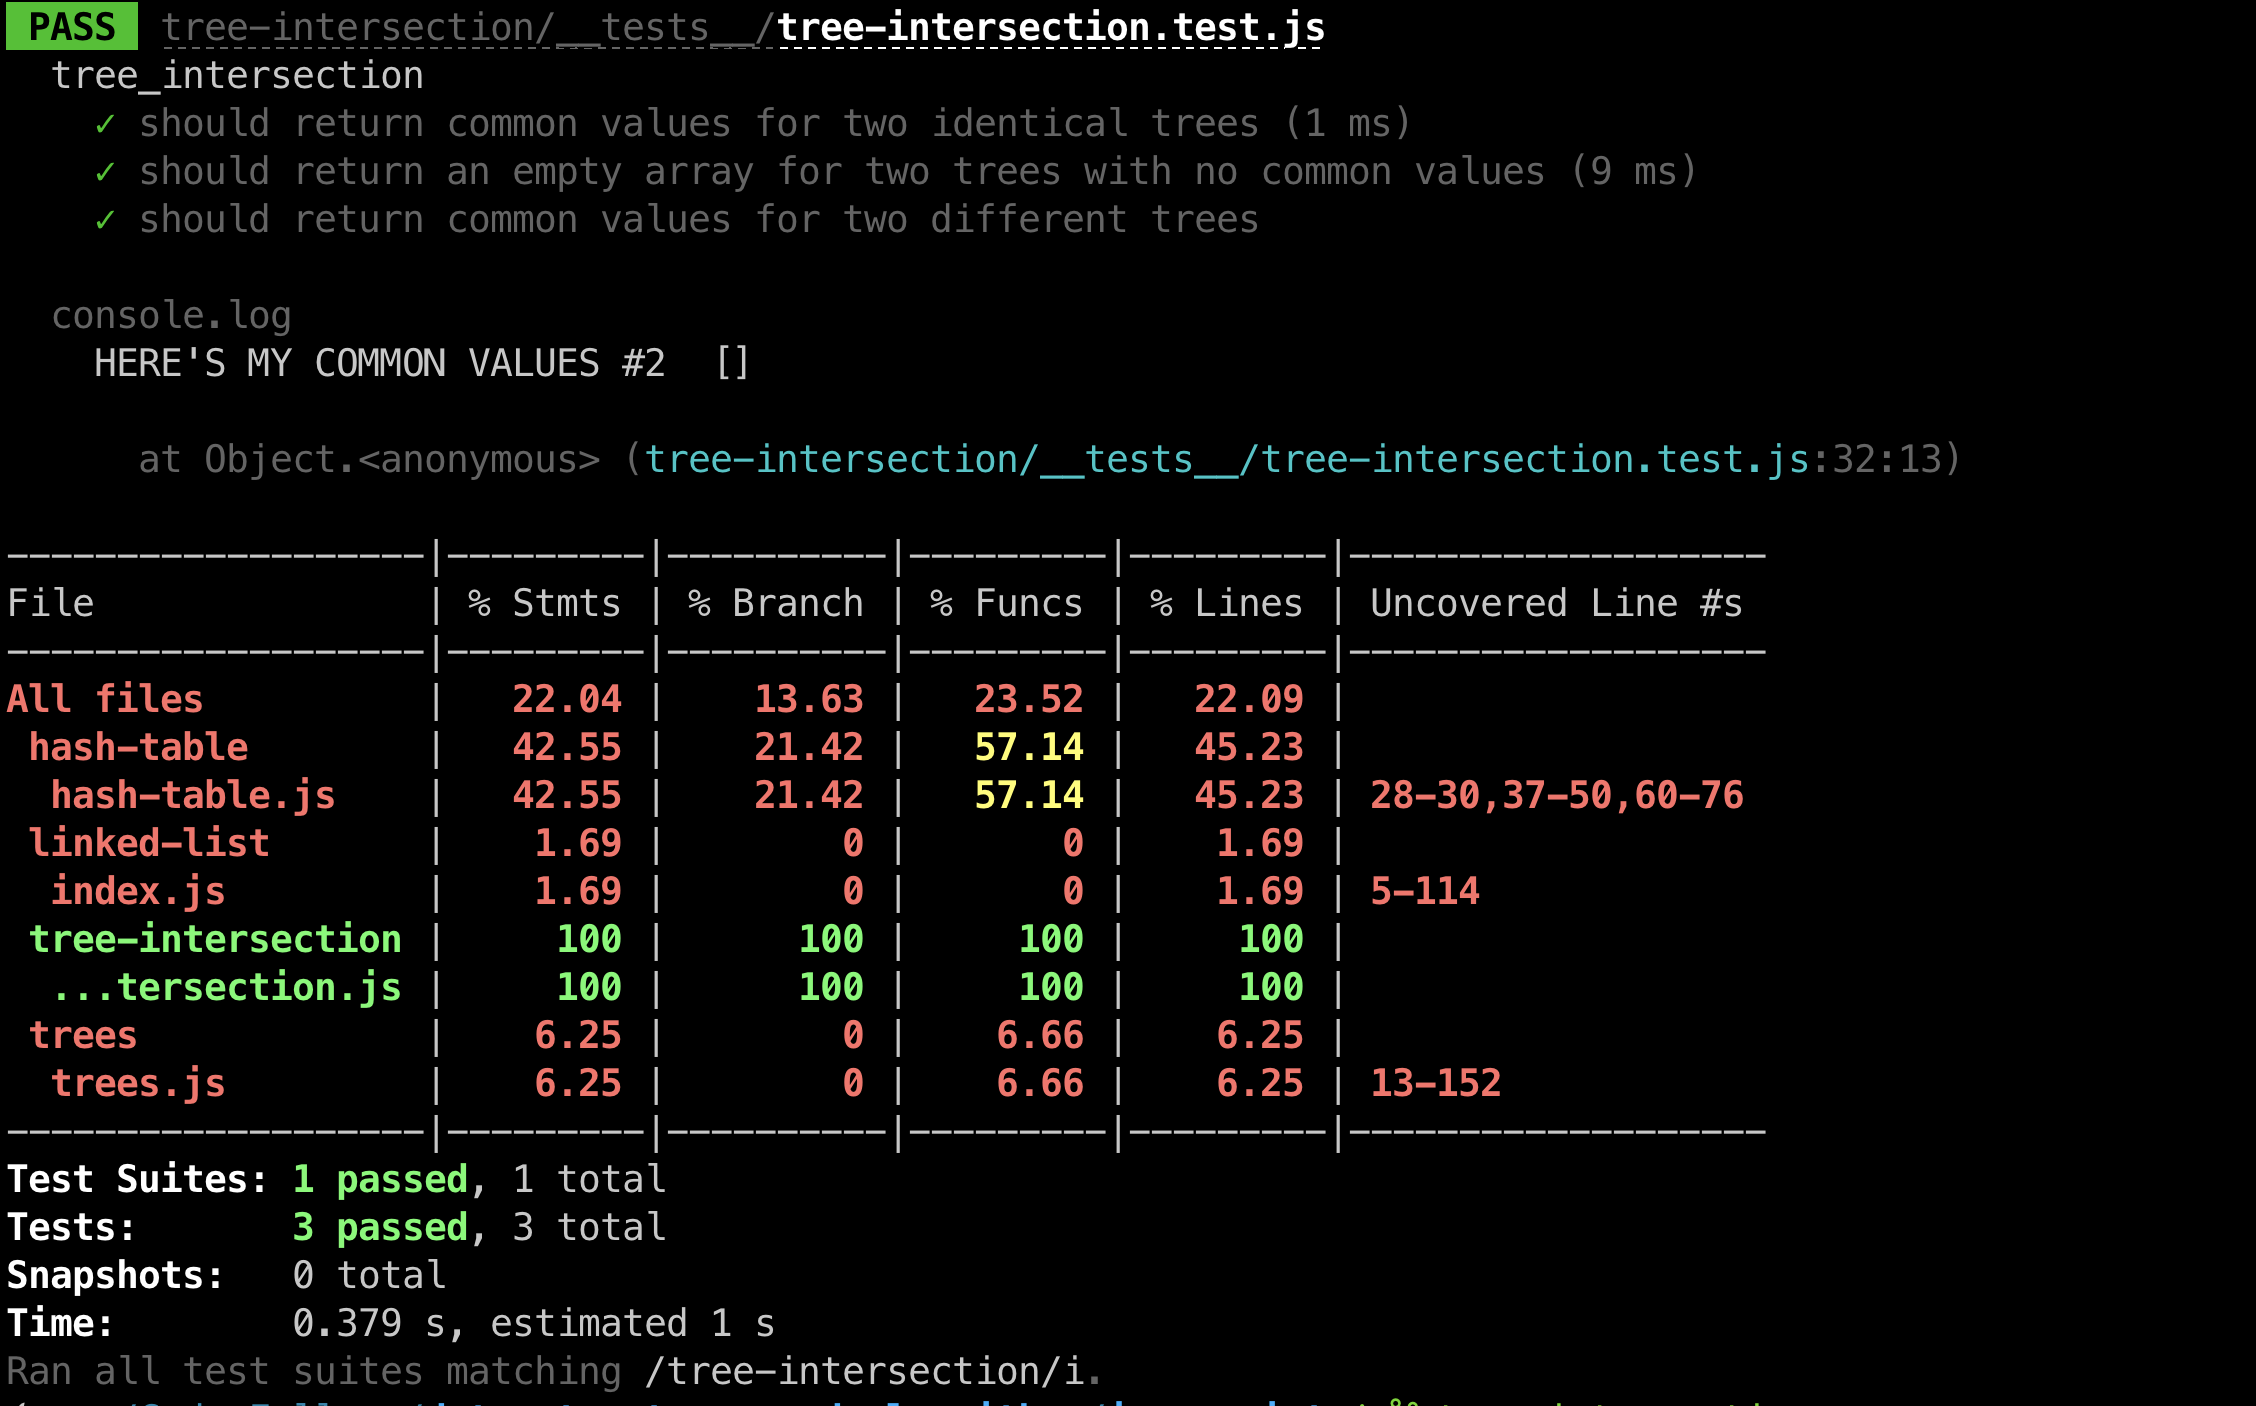 PASS tree-intersection/__tests__/tree-intersection.test.js
tree_intersection
✓ should return common values for two identical trees (1 ms)
✓ should return an empty array for two trees with no common values (9 ms)
✓ should return common values for two different trees
console.log
HERE'S MY COMMON VALUES #2  []
at Object.<anonymous> (tree-intersection/__tests__/tree-intersection.test.js:32:13)
-------------------|---------|----------|---------|---------|-------------------
File               | % Stmts | % Branch | % Funcs | % Lines | Uncovered Line #s
-------------------|---------|----------|---------|---------|-------------------
All files          |   22.04 |    13.63 |   23.52 |   22.09 |
 hash-table        |   42.55 |    21.42 |   57.14 |   45.23 |
  hash-table.js    |   42.55 |    21.42 |   57.14 |   45.23 | 28-30,37-50,60-76
 linked-list       |    1.69 |        0 |       0 |    1.69 |
  index.js         |    1.69 |        0 |       0 |    1.69 | 5-114
 tree-intersection |     100 |      100 |     100 |     100 |
  ...tersection.js |     100 |      100 |     100 |     100 |
 trees             |    6.25 |        0 |    6.66 |    6.25 |
  trees.js         |    6.25 |        0 |    6.66 |    6.25 | 13-152
-------------------|---------|----------|---------|---------|-------------------
Test Suites: 1 passed, 1 total
Tests:       3 passed, 3 total
Snapshots:   0 total
Time:        0.379 s, estimated 1 s
Ran all test suites matching /tree-intersection/i.